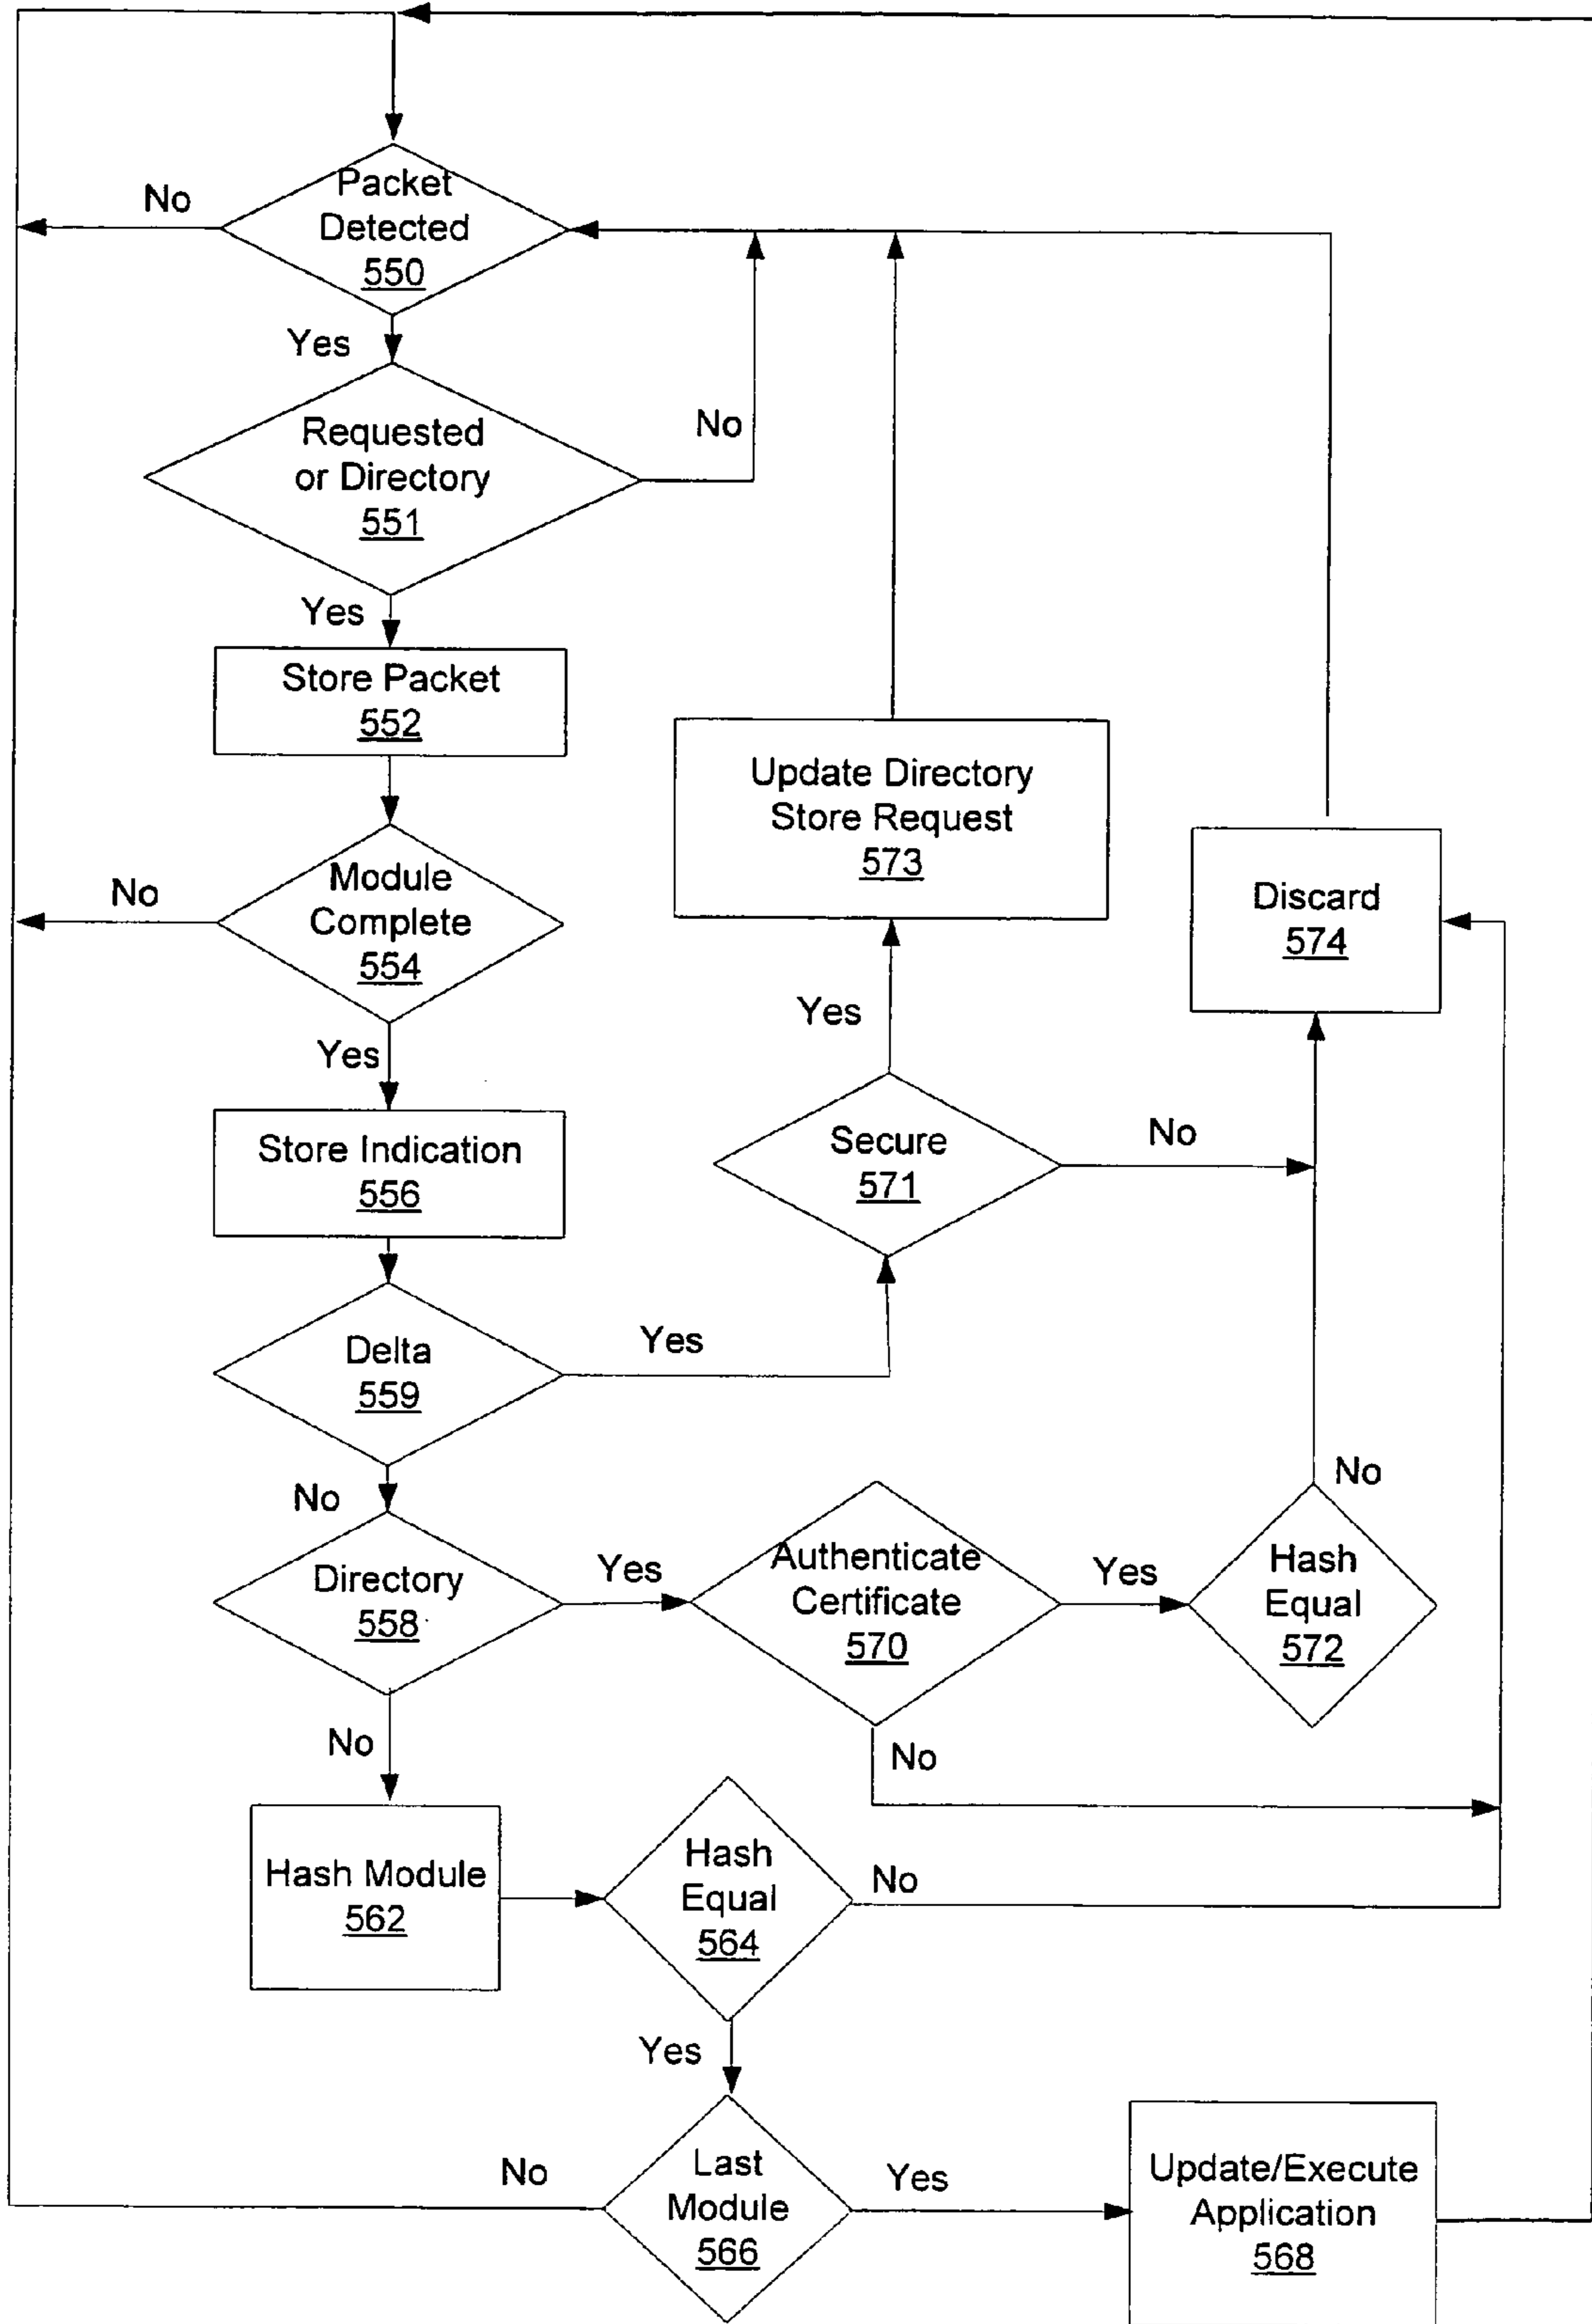 Packet
Detected
550
No
Yes
Requested
or Directory
551
No
Yes
Store Packet
552
Update Directory
Store Request
573
Module
Complete
554
No
Discard
574
Yes
Yes
Store Indication
556
Secure
571
No
Delta
559
Yes
No
No
Directory
558
Yes
Authenticate
Certificate
570
Yes
Hash
Equal
572
No
No
Hash Module
562
Hash
Equal
564
No
Yes
No
Last
Module
566
Yes
Update/Execute
Application
568